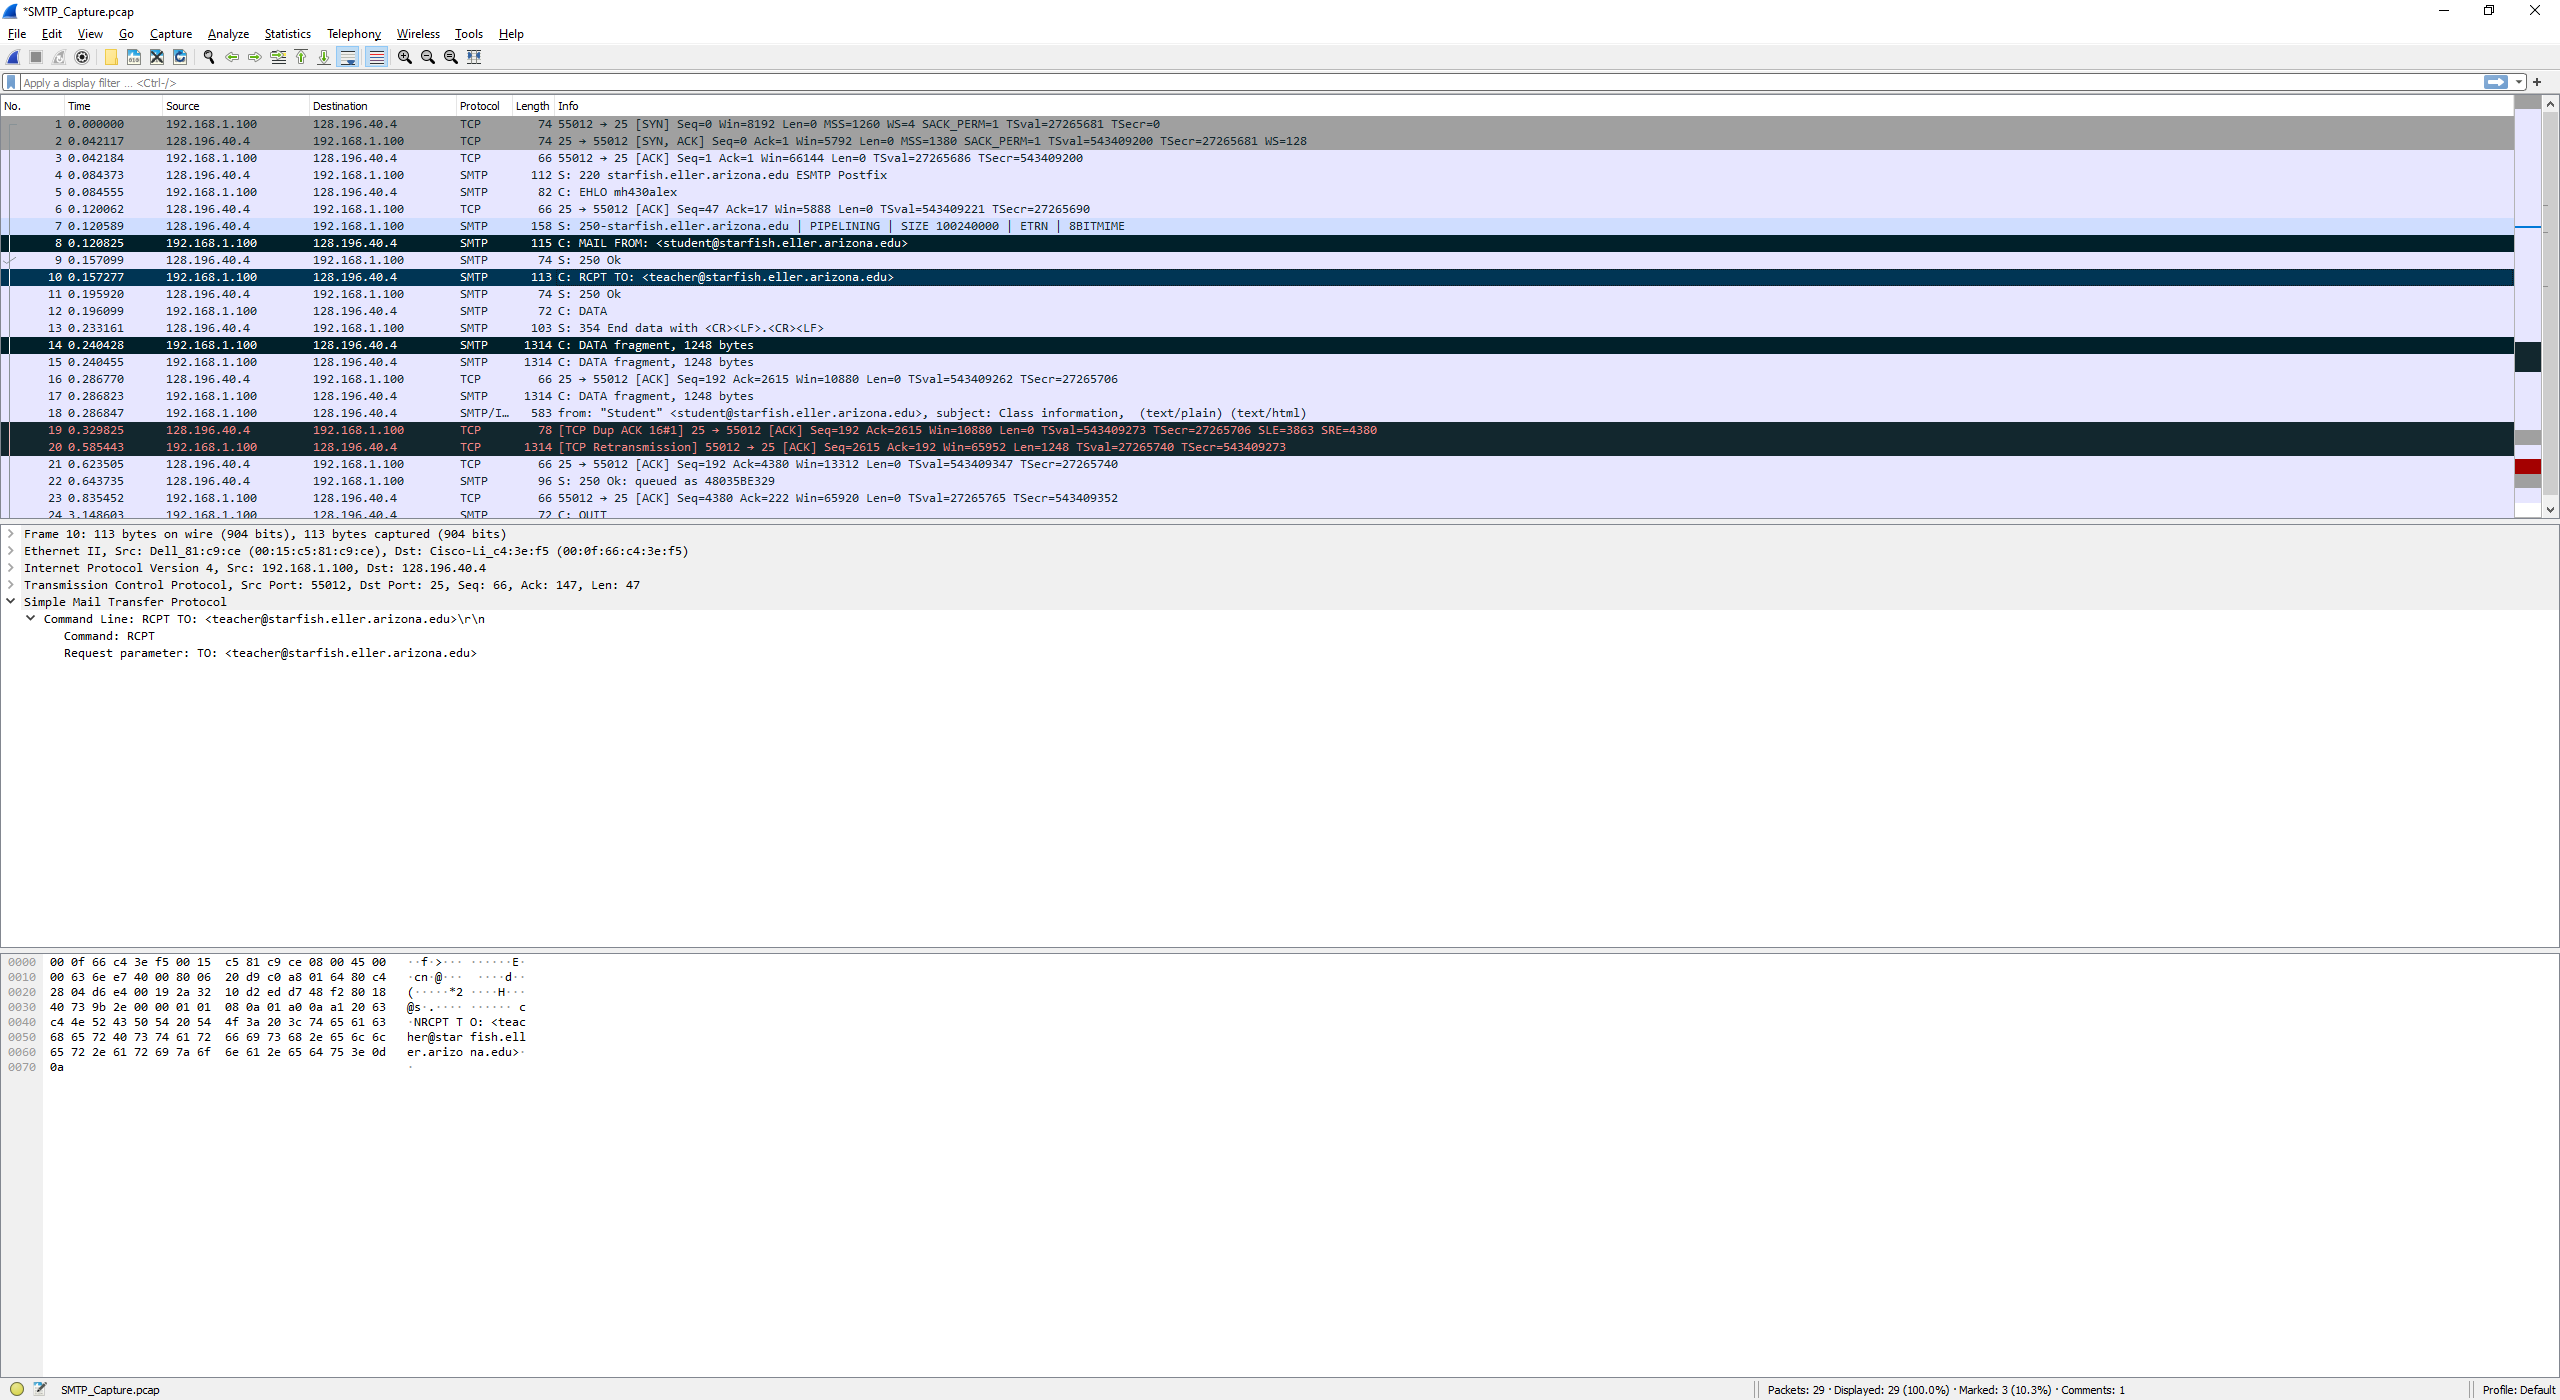 *SMTP_Capture.pcap
File Edit View Go Capture Analyze Statistics Telephony Wireless Tools Help
Apply a display filter ... <Ctrl-/>
No. Time Source Destination Protocol Length Info
1 0.000000 192.168.1.100 128.196.40.4 TCP 74 55012 → 25 [SYN] Seq=0 Win=8192 Len=0 MSS=1260 WS=4 SACK_PERM=1 TSval=27265681 TSecr=0
2 0.042117 128.196.40.4 192.168.1.100 TCP 74 25 → 55012 [SYN, ACK] Seq=0 Ack=1 Win=5792 Len=0 MSS=1380 SACK_PERM=1 TSval=543409200 TSecr=27265681 WS=128
3 0.042184 192.168.1.100 128.196.40.4 TCP 66 55012 → 25 [ACK] Seq=1 Ack=1 Win=66144 Len=0 TSval=27265686 TSecr=543409200
4 0.084373 128.196.40.4 192.168.1.100 SMTP 112 S: 220 starfish.eller.arizona.edu ESMTP Postfix
5 0.084555 192.168.1.100 128.196.40.4 SMTP 82 C: EHLO mh430alex
6 0.120062 128.196.40.4 192.168.1.100 TCP 66 25 → 55012 [ACK] Seq=47 Ack=17 Win=5888 Len=0 TSval=543409221 TSecr=27265690
7 0.120589 128.196.40.4 192.168.1.100 SMTP 158 S: 250-starfish.eller.arizona.edu | PIPELINING | SIZE 100240000 | ETRN | 8BITMIME
8 0.120825 192.168.1.100 128.196.40.4 SMTP 115 C: MAIL FROM: <student@starfish.eller.arizona.edu>
9 0.157099 128.196.40.4 192.168.1.100 SMTP 74 S: 250 Ok
10 0.157277 192.168.1.100 128.196.40.4 SMTP 113 C: RCPT TO: <teacher@starfish.eller.arizona.edu>
11 0.195920 128.196.40.4 192.168.1.100 SMTP 74 S: 250 Ok
12 0.196099 192.168.1.100 128.196.40.4 SMTP 72 C: DATA
13 0.233161 128.196.40.4 192.168.1.100 SMTP 103 S: 354 End data with <CR><LF>.<CR><LF>
14 0.240428 192.168.1.100 128.196.40.4 SMTP 1314 C: DATA fragment, 1248 bytes
15 0.240455 192.168.1.100 128.196.40.4 SMTP 1314 C: DATA fragment, 1248 bytes
16 0.286770 128.196.40.4 192.168.1.100 TCP 66 25 → 55012 [ACK] Seq=192 Ack=2615 Win=10880 Len=0 TSval=543409262 TSecr=27265706
17 0.286823 192.168.1.100 128.196.40.4 SMTP 1314 C: DATA fragment, 1248 bytes
18 0.286847 192.168.1.100 128.196.40.4 SMTP/I… 583 from: "Student" <student@starfish.eller.arizona.edu>, subject: Class information, (text/plain) (text/html)
19 0.329825 128.196.40.4 192.168.1.100 TCP 78 [TCP Dup ACK 16#1] 25 → 55012 [ACK] Seq=192 Ack=2615 Win=10880 Len=0 TSval=543409273 TSecr=27265706 SLE=3863 SRE=4380
20 0.585443 192.168.1.100 128.196.40.4 TCP 1314 [TCP Retransmission] 55012 → 25 [ACK] Seq=2615 Ack=192 Win=65952 Len=1248 TSval=27265740 TSecr=543409273
21 0.623505 128.196.40.4 192.168.1.100 TCP 66 25 → 55012 [ACK] Seq=192 Ack=4380 Win=13312 Len=0 TSval=543409347 TSecr=27265740
22 0.643735 128.196.40.4 192.168.1.100 SMTP 96 S: 250 Ok: queued as 48035BE329
23 0.835452 192.168.1.100 128.196.40.4 TCP 66 55012 → 25 [ACK] Seq=4380 Ack=222 Win=65920 Len=0 TSval=27265765 TSecr=543409352
24 3.148603 192.168.1.100 128.196.40.4 SMTP 72 C: QUIT
Frame 10: 113 bytes on wire (904 bits), 113 bytes captured (904 bits)
Ethernet II, Src: Dell_81:c9:ce (00:15:c5:81:c9:ce), Dst: Cisco-Li_c4:3e:f5 (00:0f:66:c4:3e:f5)
Internet Protocol Version 4, Src: 192.168.1.100, Dst: 128.196.40.4
Transmission Control Protocol, Src Port: 55012, Dst Port: 25, Seq: 66, Ack: 147, Len: 47
Simple Mail Transfer Protocol
Command Line: RCPT TO: <teacher@starfish.eller.arizona.edu>\r\n
Command: RCPT
Request parameter: TO: <teacher@starfish.eller.arizona.edu>
0000 00 0f 66 c4 3e f5 00 15 c5 81 c9 ce 08 00 45 00 ··f·>··· ······E·
0010 00 63 6e e7 40 00 80 06 20 d9 c0 a8 01 64 80 c4 ·cn·@··· ····d··
0020 28 04 d6 e4 00 19 2a 32 10 d2 ed d7 48 f2 80 18 (·····*2 ····H···
0030 40 73 9b 2e 00 00 01 01 08 0a 01 a0 0a a1 20 63 @s·.···· ······ c
0040 c4 4e 52 43 50 54 20 54 4f 3a 20 3c 74 65 61 63 ·NRCPT T O: <teac
0050 68 65 72 40 73 74 61 72 66 69 73 68 2e 65 6c 6c her@star fish.ell
0060 65 72 2e 61 72 69 7a 6f 6e 61 2e 65 64 75 3e 0d er.arizo na.edu>·
0070 0a ·
SMTP_Capture.pcap Packets: 29 · Displayed: 29 (100.0%) · Marked: 3 (10.3%) · Comments: 1 Profile: Default